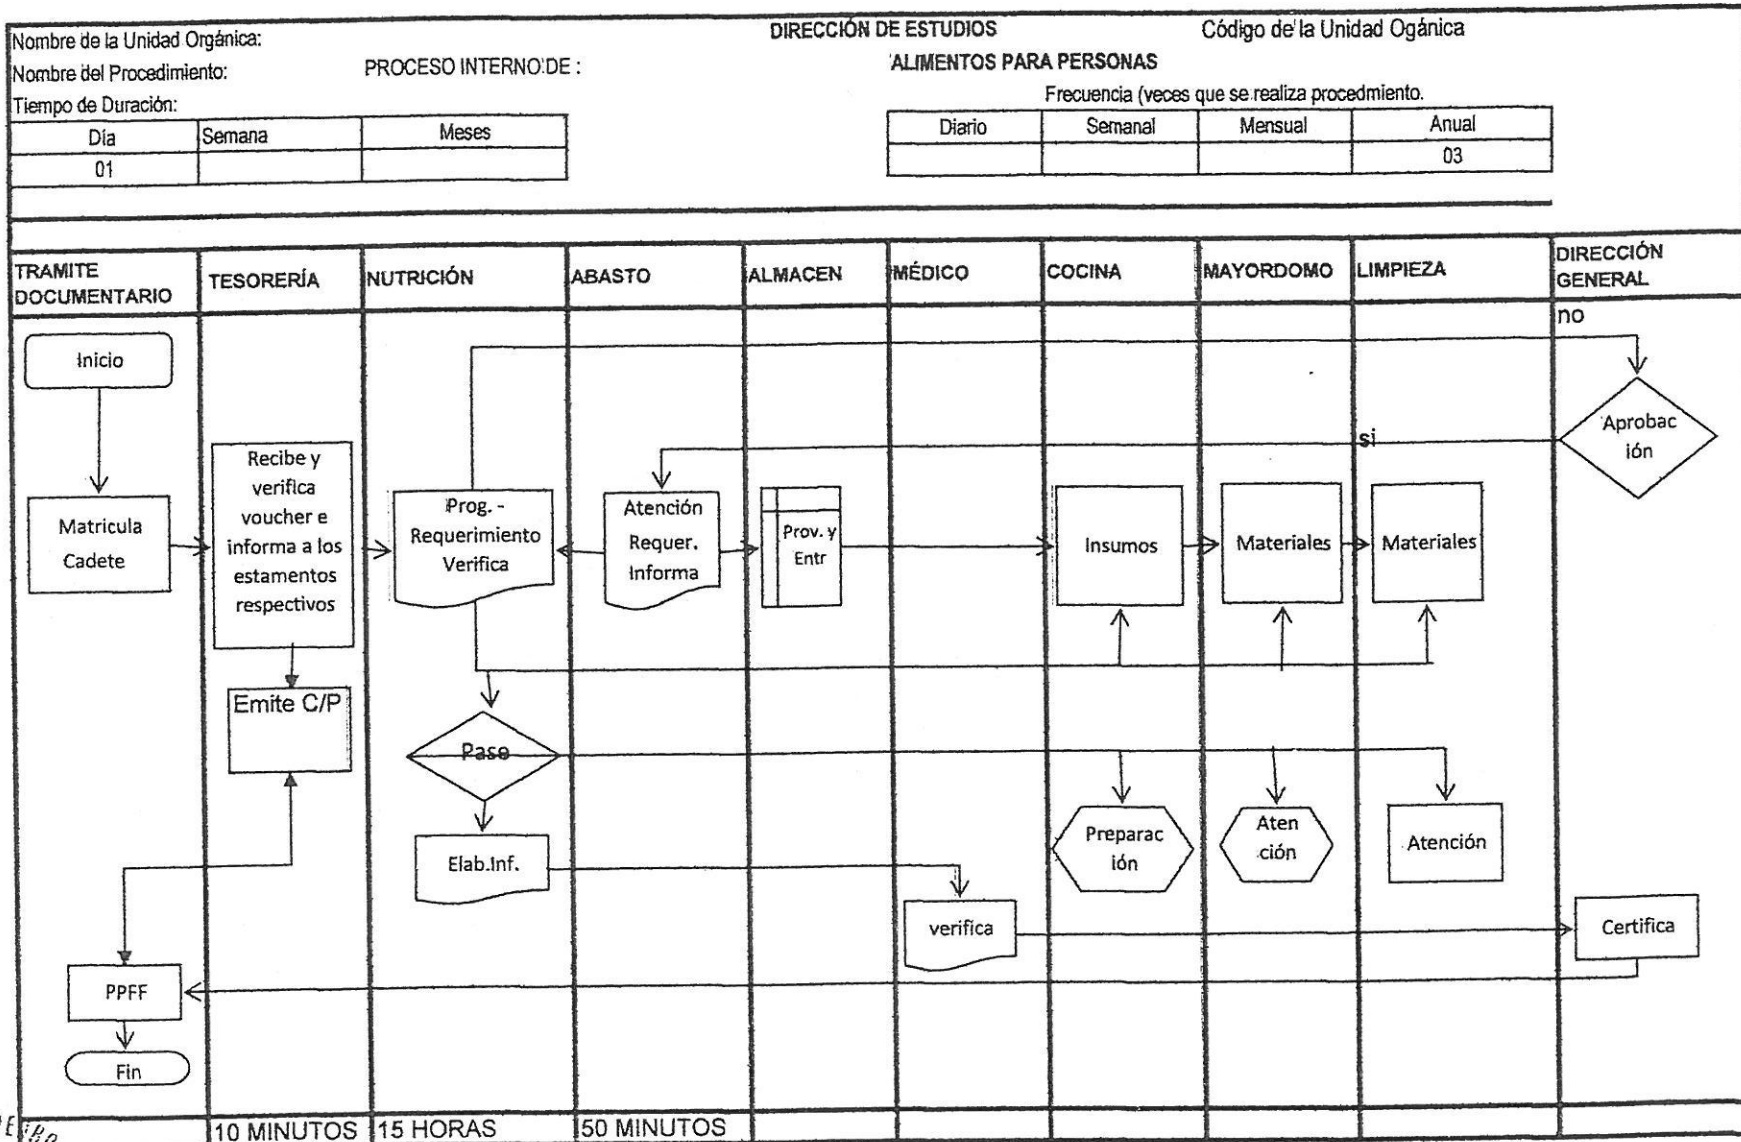 Nombre de la Unidad Orgánica: DIRECCIÓN DE ESTUDIOS Código de la Unidad Ogánica
Nombre del Procedimiento: PROCESO INTERNO DE : ALIMENTOS PARA PERSONAS
Tiempo de Duración: Frecuencia (veces que se realiza procedmiento.
Día Semana Meses Diario Semanal Mensual Anual
01 03
TRAMITE DOCUMENTARIO
TESORERÍA
NUTRICIÓN
ABASTO
ALMACEN
MÉDICO
COCINA
MAYORDOMO
LIMPIEZA
DIRECCIÓN GENERAL
no
Inicio
Aprobac
ión
si
Matricula
Cadete
Recibe y
verifica
voucher e
informa a los
estamentos
respectivos
Prog. -
Requerimiento
Verifica
Atención
Requer.
Informa
Prov. y
Entr
Insumos
Materiales
Materiales
Emite C/P
Pase
Preparac
ión
Aten
ción
Atención
Elab.Inf.
verifica
Certifica
PPFF
Fin
10 MINUTOS 15 HORAS 50 MINUTOS